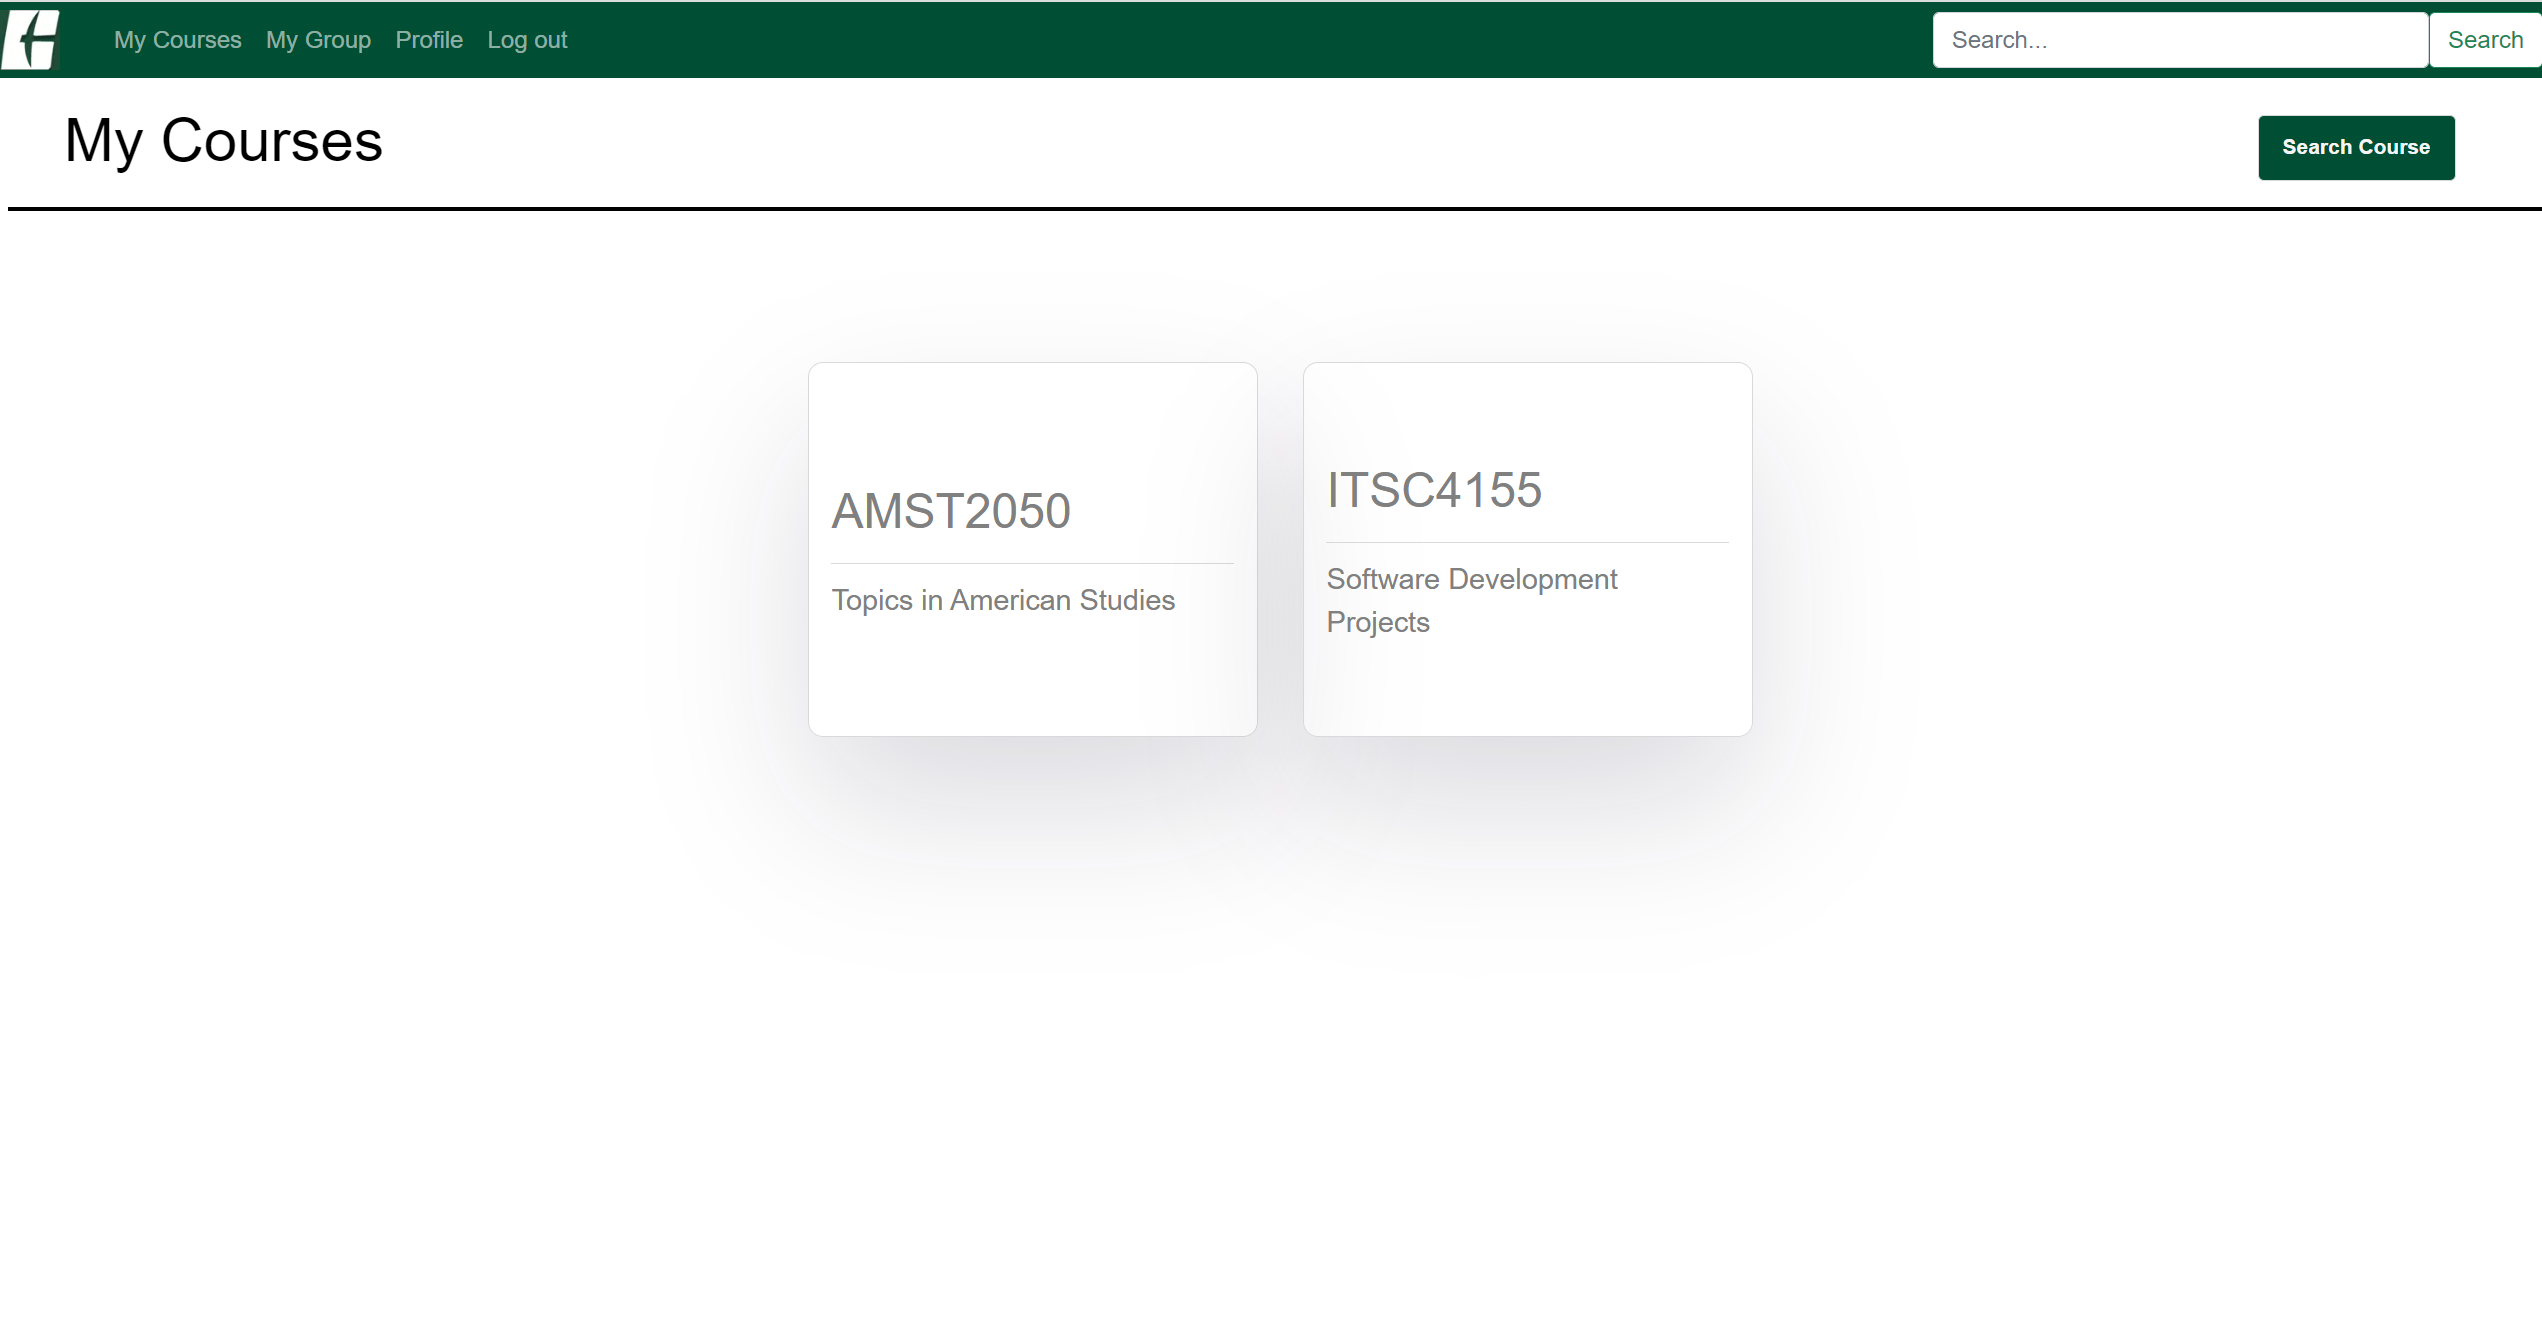 My Courses My Group Profile Log out Search... Search
My Courses
Search Course
AMST2050
Topics in American Studies
ITSC4155
Software Development
Projects